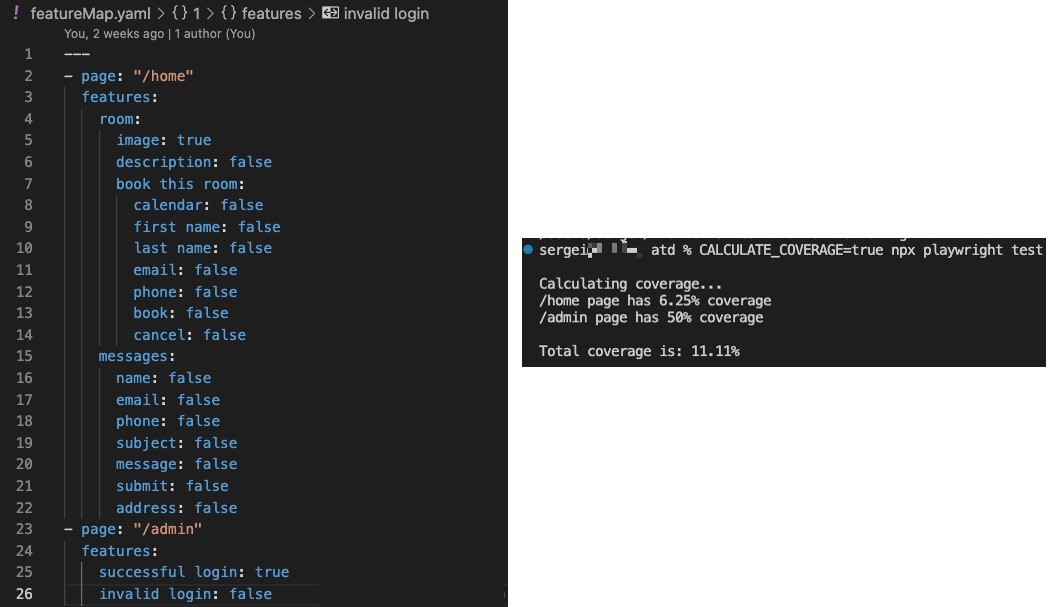 ! featureMap.yaml > {} 1 > {} features > invalid login
You, 2 weeks ago | 1 author (You)
1 ---
2 - page: "/home"
3 features:
4 room:
5 image: true
6 description: false
7 book this room:
8 calendar: false
9 first name: false
10 last name: false
11 email: false
12 phone: false
13 book: false
14 cancel: false
15 messages:
16 name: false
17 email: false
18 phone: false
19 subject: false
20 message: false
21 submit: false
22 address: false
23 - page: "/admin"
24 features:
25 successful login: true
26 invalid login: false
sergei atd % CALCULATE_COVERAGE=true npx playwright test
Calculating coverage...
/home page has 6.25% coverage
/admin page has 50% coverage
Total coverage is: 11.11%